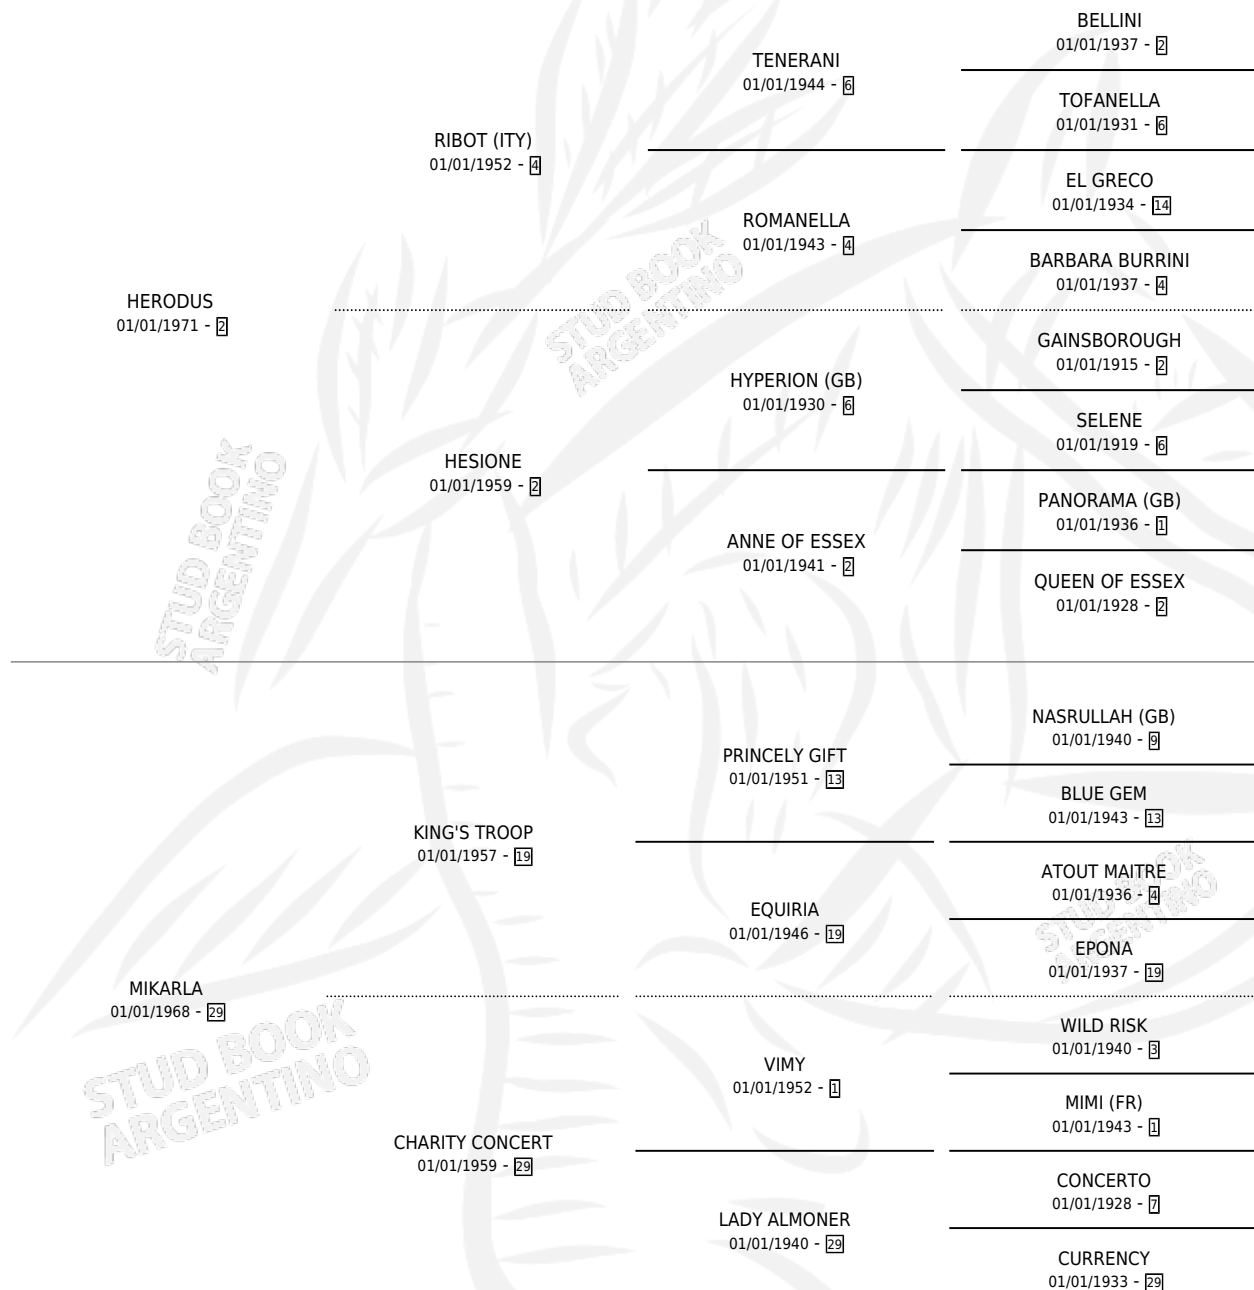 BELLINI
01/01/1937 - 2
TENERANI
01/01/1944 - 6
TOFANELLA
01/01/1931 - 6
RIBOT (ITY)
01/01/1952 - 4
EL GRECO
01/01/1934 - 14
ROMANELLA
01/01/1943 - 4
BARBARA BURRINI
01/01/1937 - 4
HERODUS
01/01/1971 - 2
GAINSBOROUGH
01/01/1915 - 2
HYPERION (GB)
01/01/1930 - 6
SELENE
01/01/1919 - 6
HESIONE
01/01/1959 - 2
PANORAMA (GB)
01/01/1936 - 1
ANNE OF ESSEX
01/01/1941 - 2
QUEEN OF ESSEX
01/01/1928 - 2
NASRULLAH (GB)
01/01/1940 - 9
PRINCELY GIFT
01/01/1951 - 13
BLUE GEM
01/01/1943 - 13
KING'S TROOP
01/01/1957 - 19
ATOUT MAITRE
01/01/1936 - 4
EQUIRIA
01/01/1946 - 19
EPONA
01/01/1937 - 19
MIKARLA
01/01/1968 - 29
WILD RISK
01/01/1940 - 3
VIMY
01/01/1952 - 1
MIMI (FR)
01/01/1943 - 1
CHARITY CONCERT
01/01/1959 - 29
CONCERTO
01/01/1928 - 7
LADY ALMONER
01/01/1940 - 29
CURRENCY
01/01/1933 - 29
STUD BOOK
ARGENTINO
STUD BOOK
ARGENTINO
STUD BOOK
ARGENTINO
STUD BOOK
ARGENTINO